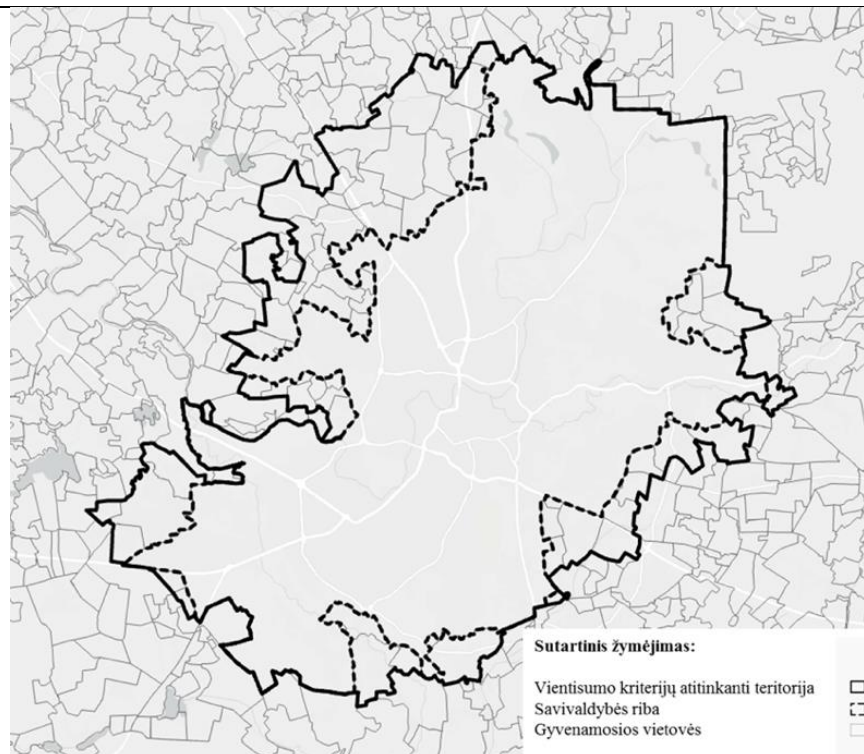 Sutartinis žymėjimas:
Vientisumo kriterijų atitinkanti teritorija
Savivaldybės riba
Gyvenamosios vietovės